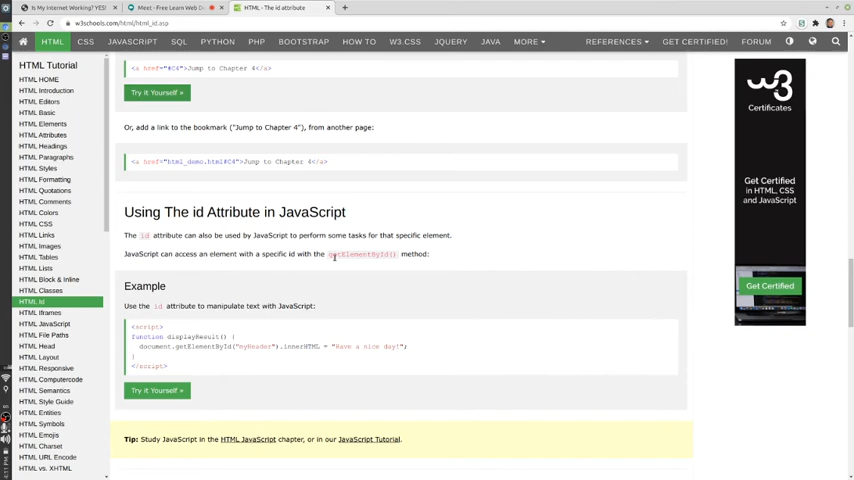 Is My Internet Working? YES!
Meet - Free Learn Web De
HTML - The id attribute
w3schools.com/html/html_id.asp
HTML CSS JAVASCRIPT SQL PYTHON PHP BOOTSTRAP HOW TO W3.CSS JQUERY JAVA MORE REFERENCES GET CERTIFIED! FORUM
HTML Tutorial
HTML HOME
HTML Introduction
HTML Editors
HTML Basic
HTML Elements
HTML Attributes
HTML Headings
HTML Paragraphs
HTML Styles
HTML Formatting
HTML Quotations
HTML Comments
HTML Colors
HTML CSS
HTML Links
HTML Images
HTML Tables
HTML Lists
HTML Block & Inline
HTML Classes
HTML Id
HTML Iframes
HTML JavaScript
HTML File Paths
HTML Head
HTML Layout
HTML Responsive
HTML Computercode
HTML Semantics
HTML Style Guide
HTML Entities
HTML Symbols
HTML Emojis
HTML Charset
HTML URL Encode
HTML vs. XHTML
<a href="#C4">Jump to Chapter 4</a>
Try it Yourself »
Or, add a link to the bookmark ("Jump to Chapter 4"), from another page:
<a href="html_demo.html#C4">Jump to Chapter 4</a>
Using The id Attribute in JavaScript
The id attribute can also be used by JavaScript to perform some tasks for that specific element.
JavaScript can access an element with a specific id with the getElementById() method:
Example
Use the id attribute to manipulate text with JavaScript:
<script>
function displayResult() {
document.getElementById("myHeader").innerHTML = "Have a nice day!";
}
</script>
Try it Yourself »
Tip: Study JavaScript in the HTML JavaScript chapter, or in our JavaScript Tutorial.
w3
Certificates
Get Certified
in HTML, CSS
and JavaScript
Get Certified